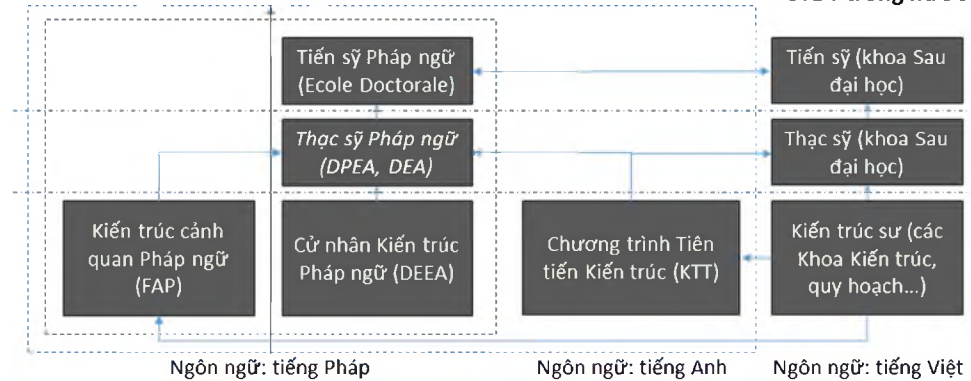 Tiến sỹ Pháp ngữ
(Ecole Doctorale)
Tiến sỹ (khoa Sau
đại học)
Thạc sỹ Pháp ngữ
(DPEA, DEA)
Thạc sỹ (khoa Sau
đại học)
Kiến trúc cảnh
quan Pháp ngữ
(FAP)
Cử nhân Kiến trúc
Pháp ngữ (DEEA)
Chương trình Tiên
tiến Kiến trúc (KTT)
Kiến trúc sư (các
Khoa Kiến trúc,
quy hoạch...)
Ngôn ngữ: tiếng Pháp
Ngôn ngữ: tiếng Anh
Ngôn ngữ: tiếng Việt